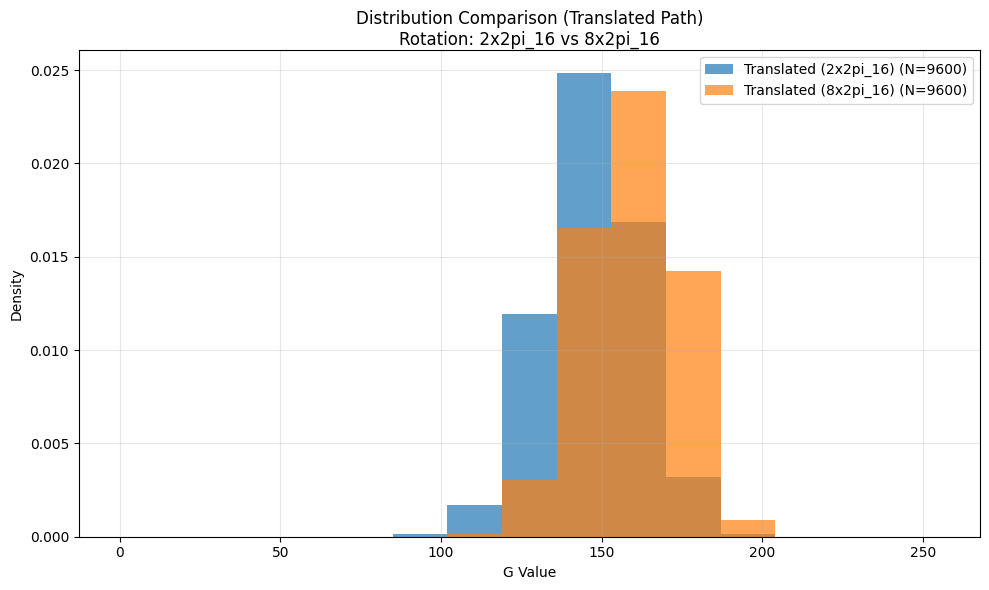 Distribution Comparison (Translated Path)
Rotation: 2x2pi_16 vs 8x2pi_16
Translated (2x2pi_16) (N=9600)
Translated (8x2pi_16) (N=9600)
Density
0.025
0.020
0.015
0.010
0.005
0.000
0 50 100 150 200 250
G Value